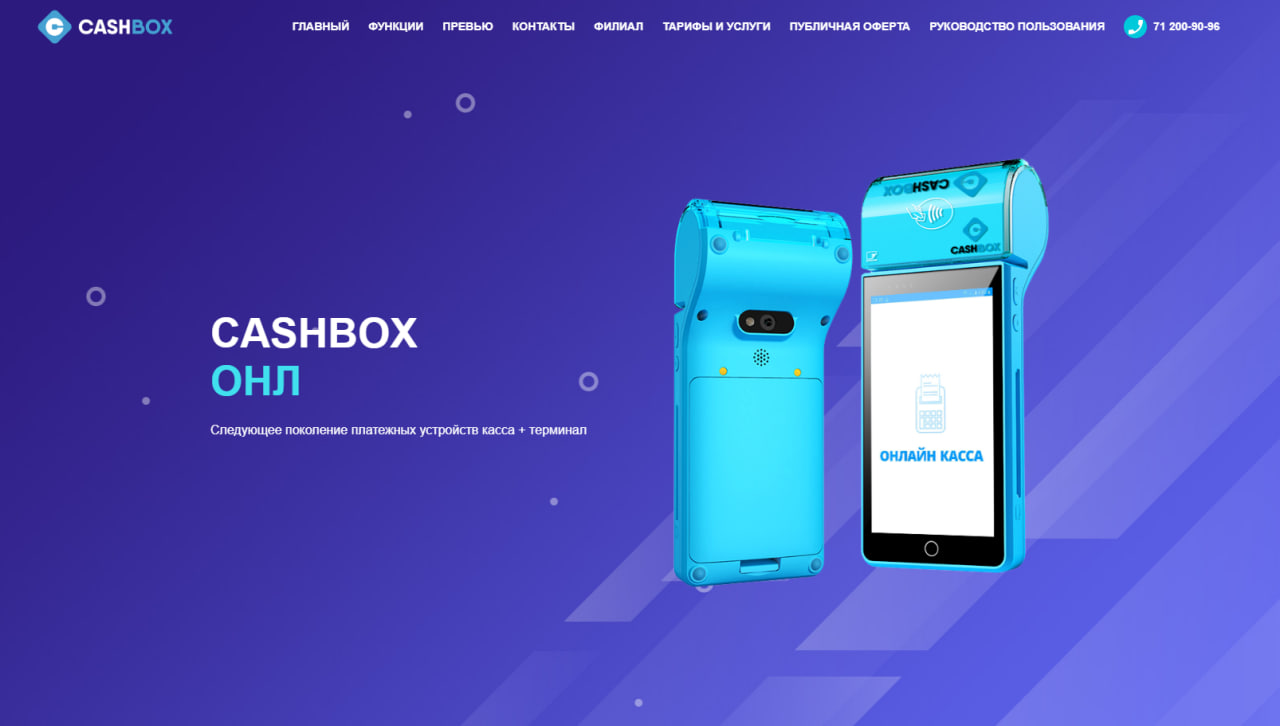 CASHBOX
ГЛАВНЫЙ ФУНКЦИИ ПРЕВЬЮ КОНТАКТЫ ФИЛИАЛ ТАРИФЫ И УСЛУГИ ПУБЛИЧНАЯ ОФЕРТА РУКОВОДСТВО ПОЛЬЗОВАНИЯ 71 200-90-96
CASHBOX
CASHBOX
CASHBOX
ОНЛ
Следующее поколение платежных устройств касса + терминал
ОНЛАЙН КАССА